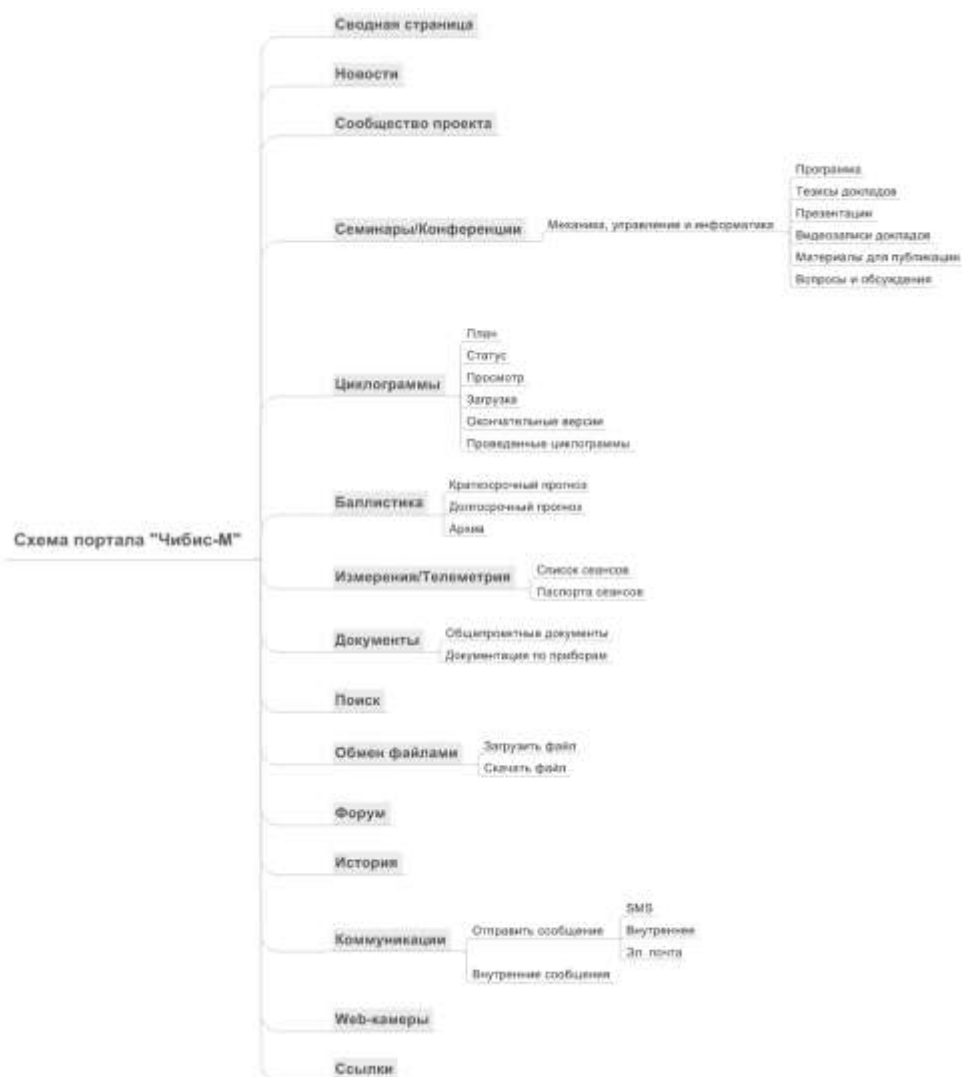 Сводная страница
Новости
Сообщество проекта
Программа
Тезисы докладов
Презентации
Семинары/Конференции
Механика, управление и информатика
Видеозаписи докладов
Материалы для публикации
Вопросы и обсуждения
План
Статус
Просмотр
Циклограммы
Загрузка
Окончательные версии
Проведенные циклограммы
Краткосрочный прогноз
Баллистика
Долгосрочный прогноз
Архив
Схема портала "Чибис-М"
Измерения/Телеметрия
Список сеансов
Паспорта сеансов
Документы
Общепроектные документы
Документация по приборам
Поиск
Обмен файлами
Загрузить файл
Скачать файл
Форум
История
SMS
Коммуникации
Отправить сообщение
Внутреннее
Эл. почта
Внутренние сообщения
Web-камеры
Ссылки